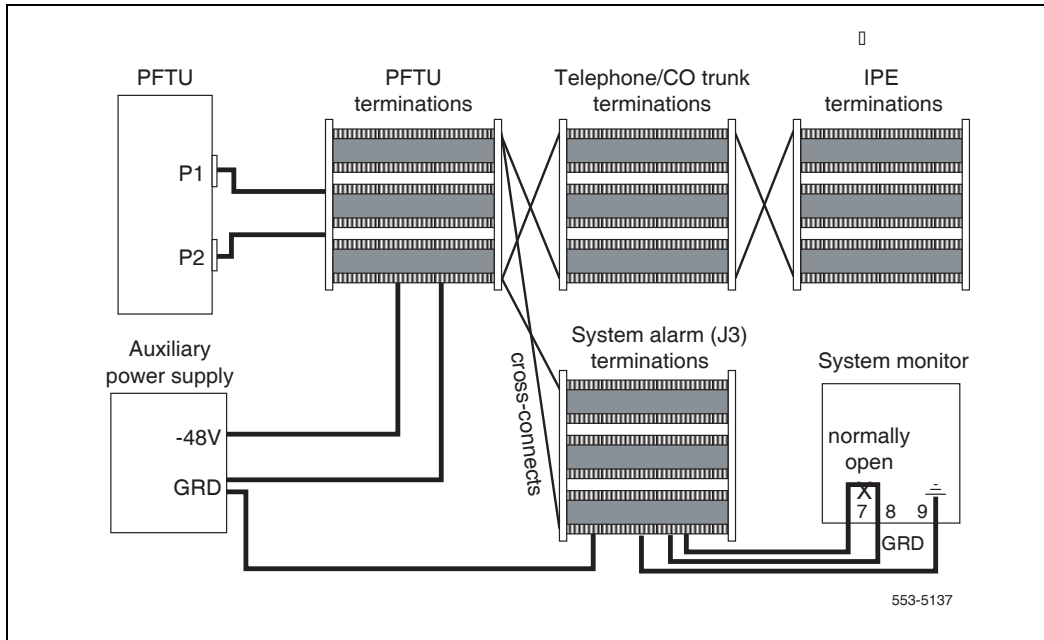 PFTU
PFTU
terminations
Telephone/CO trunk
terminations
IPE
terminations
P1
P2
Auxiliary
power supply
-48V
GRD
cross-connects
System alarm (J3)
terminations
System monitor
normally
open
X
7 8 9
GRD
553-5137